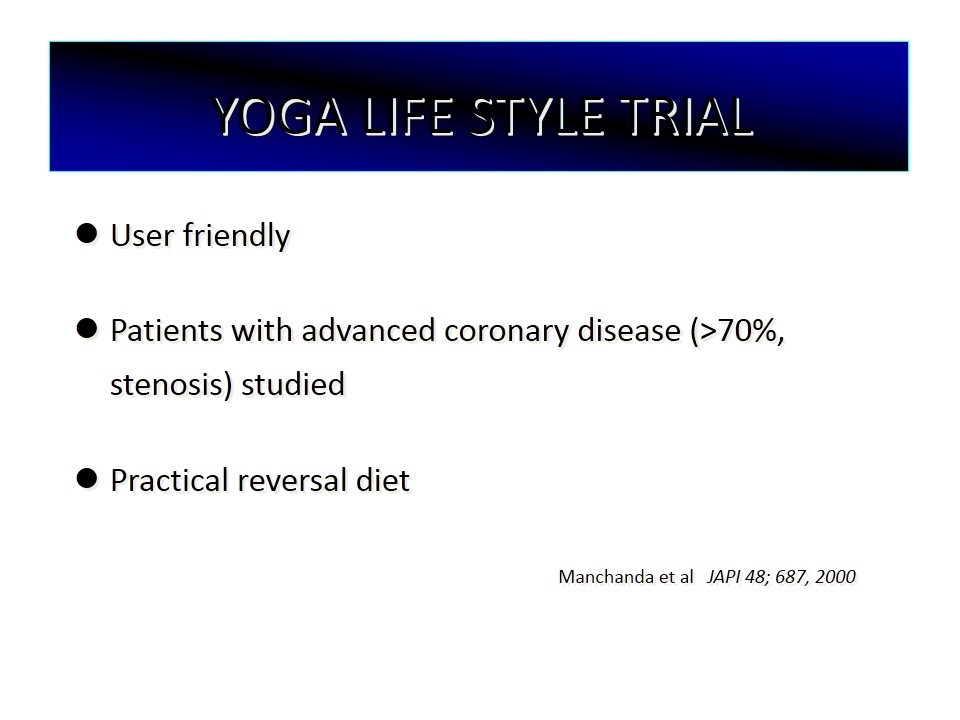 YOGA LIFE STYLE TRIAL
● User friendly
● Patients with advanced coronary disease (>70%,
stenosis) studied
● Practical reversal diet
Manchanda et al JAPI 48; 687, 2000